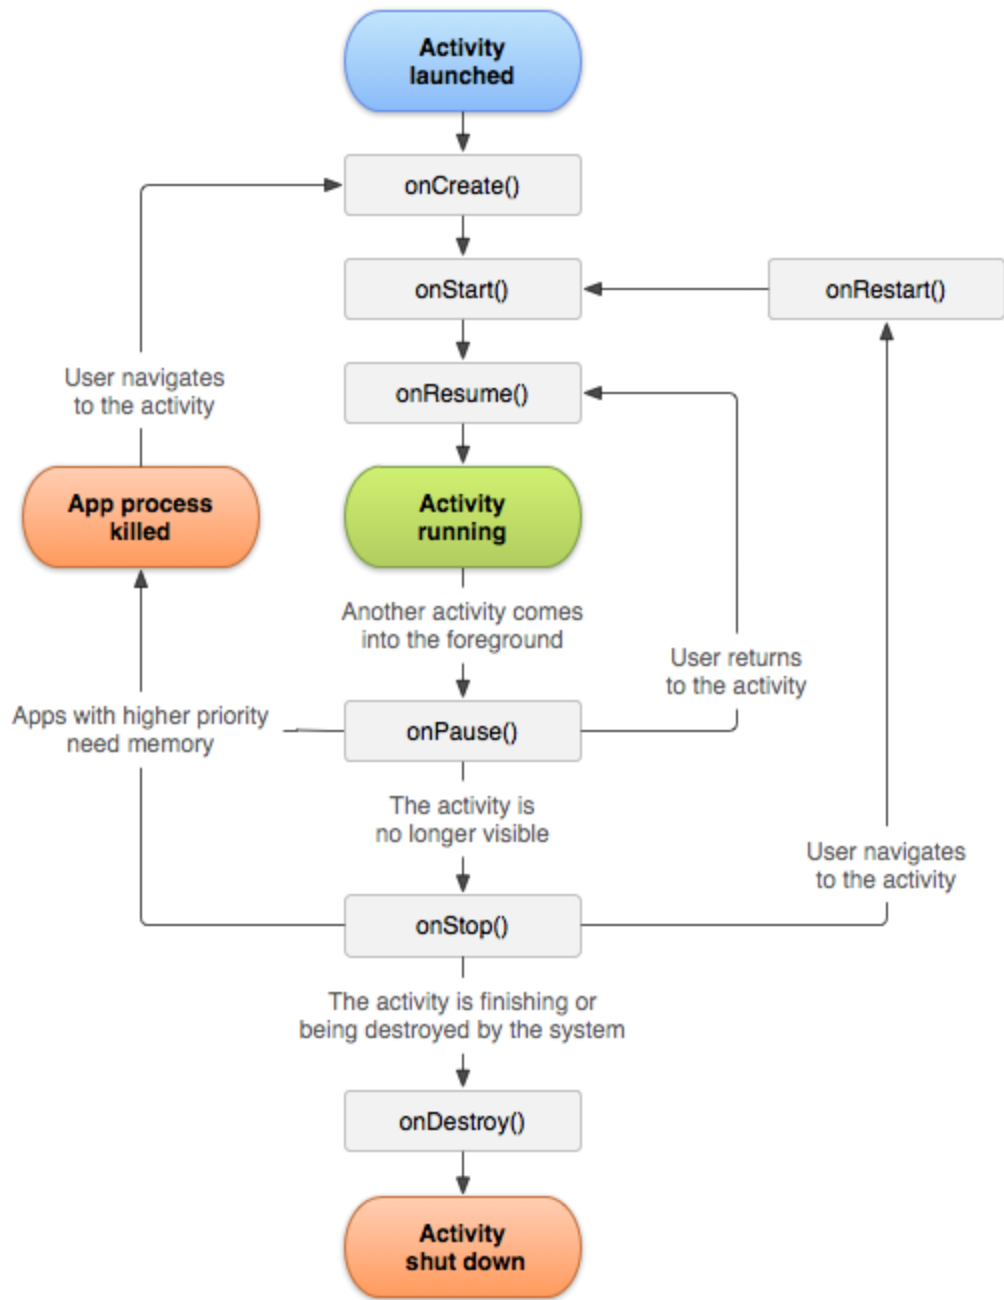 Activity
launched
onCreate()
onStart()
onRestart()
User navigates
to the activity
onResume()
App process
killed
Activity
running
Another activity comes
into the foreground
User returns
to the activity
Apps with higher priority
need memory
onPause()
The activity is
no longer visible
User navigates
to the activity
onStop()
The activity is finishing or
being destroyed by the system
onDestroy()
Activity
shut down